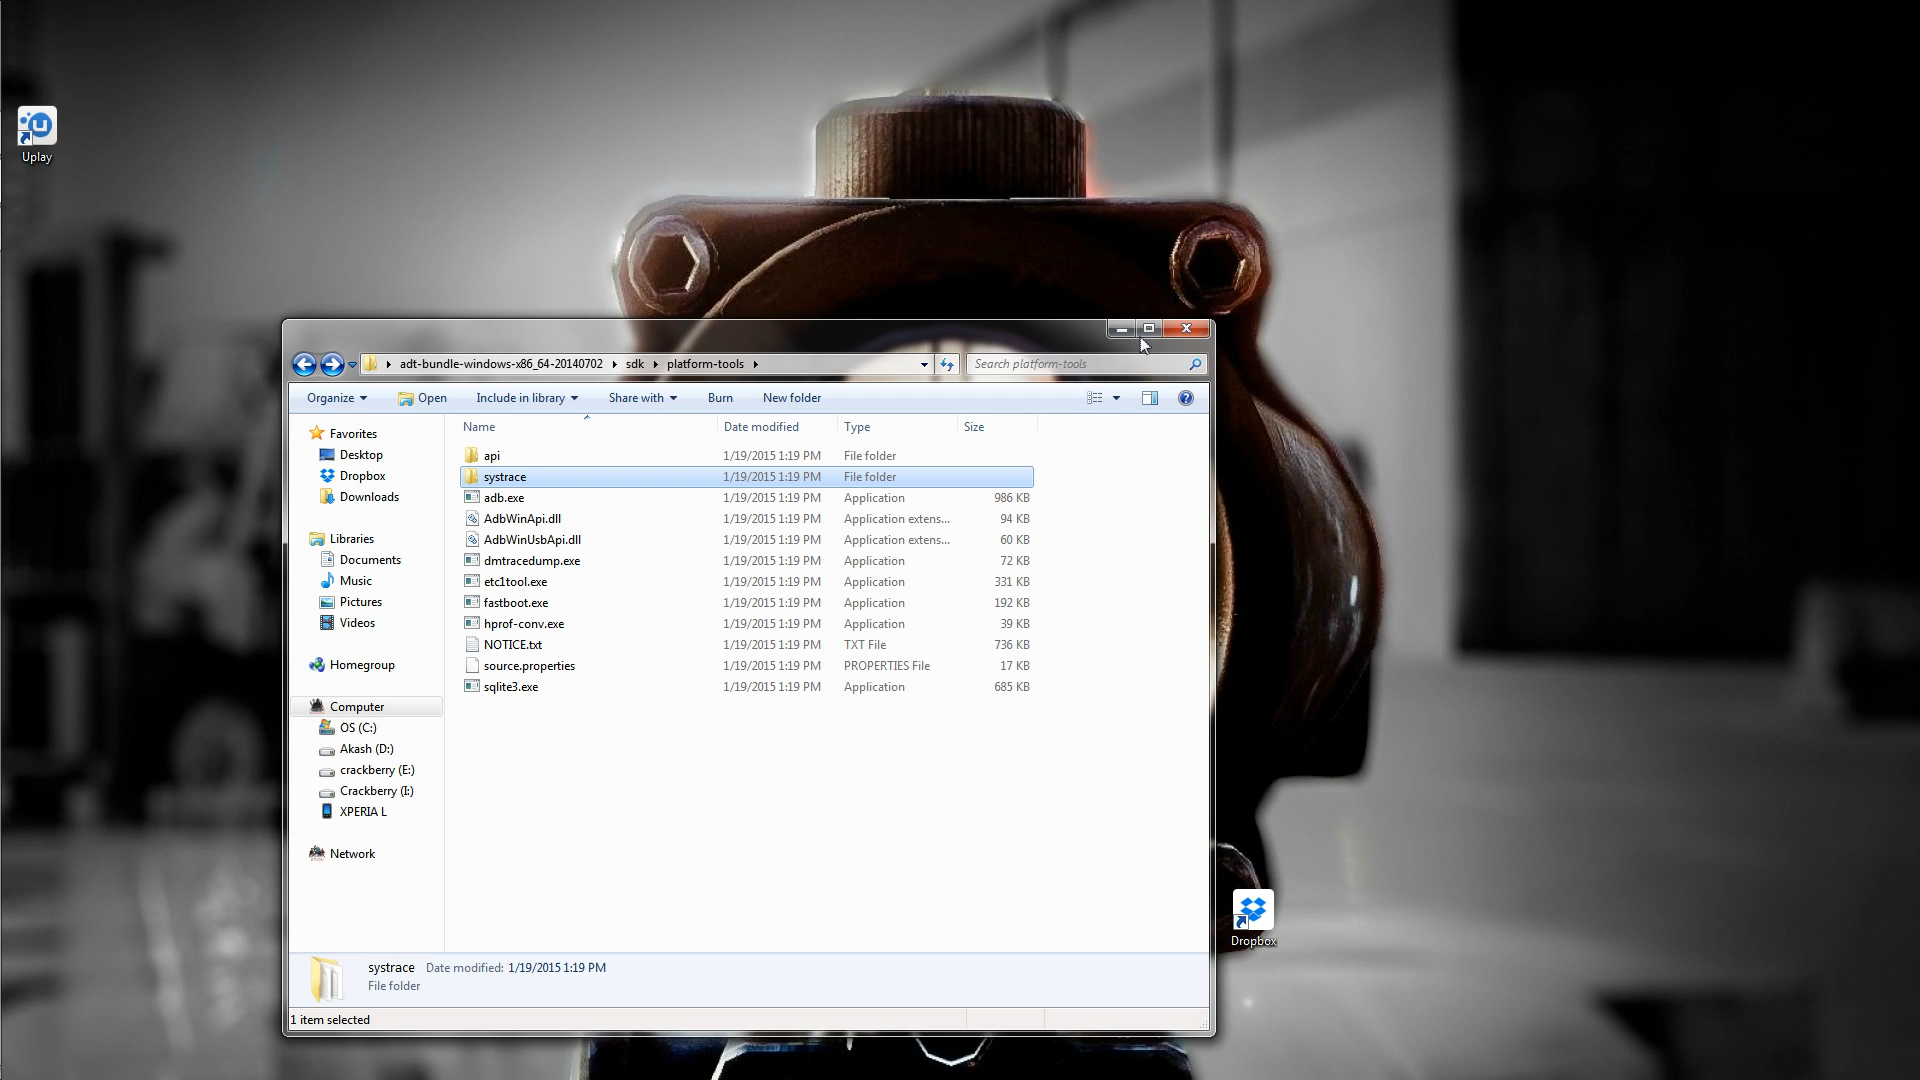 Uplay
adt-bundle-windows-x86_64-20140702 sdk platform-tools Search platform-tools
Organize Open Include in library Share with Burn New folder
Name Date modified Type Size
Favorites
Desktop
Dropbox
Downloads
Libraries
Documents
Music
Pictures
Videos
Homegroup
Computer
OS (C:)
Akash (D:)
crackberry (E:)
Crackberry (I:)
XPERIA L
Network
api 1/19/2015 1:19 PM File folder
systrace 1/19/2015 1:19 PM File folder
adb.exe 1/19/2015 1:19 PM Application 986 KB
AdbWinApi.dll 1/19/2015 1:19 PM Application extens... 94 KB
AdbWinUsbApi.dll 1/19/2015 1:19 PM Application extens... 60 KB
dmtracedump.exe 1/19/2015 1:19 PM Application 72 KB
etc1tool.exe 1/19/2015 1:19 PM Application 331 KB
fastboot.exe 1/19/2015 1:19 PM Application 192 KB
hprof-conv.exe 1/19/2015 1:19 PM Application 39 KB
NOTICE.txt 1/19/2015 1:19 PM TXT File 736 KB
source.properties 1/19/2015 1:19 PM PROPERTIES File 17 KB
sqlite3.exe 1/19/2015 1:19 PM Application 685 KB
systrace Date modified: 1/19/2015 1:19 PM
File folder
1 item selected
Dropbox